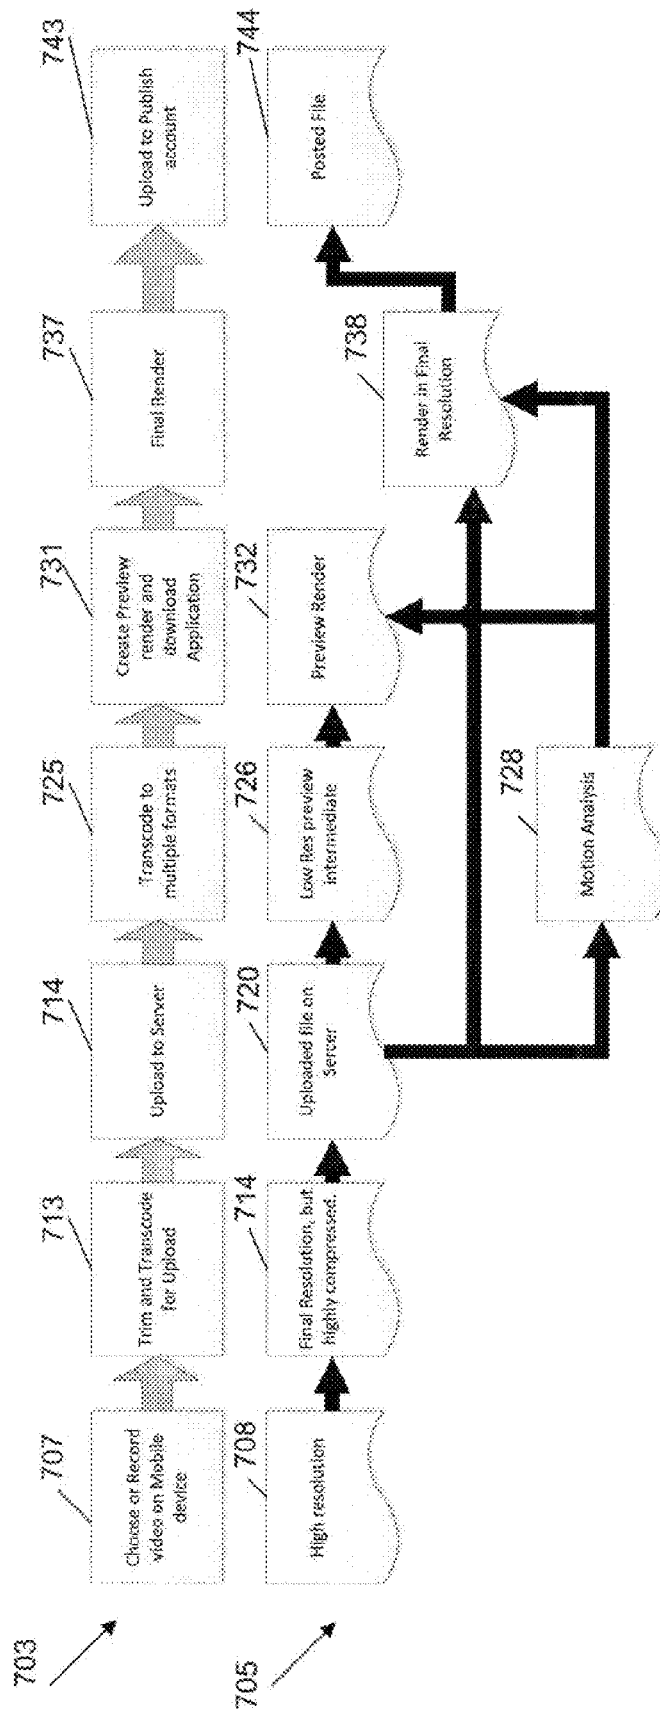 703
707
Choose or Record
video on Mobile
device
713
Trim and Transcode
for Upload
714
Upload to Server
725
Transcode to
multiple formats
731
Create Preview
render and
download
Application
737
Final Render
743
Upload to Publish
account
705
708
High resolution
714
Final Resolution, but
highly compressed.
720
Uploaded file on
Sercer
726
Low Res preview
intermediate
732
Preview Render
738
Render in Final
Resolution
744
Posted File
728
Motion Analysis